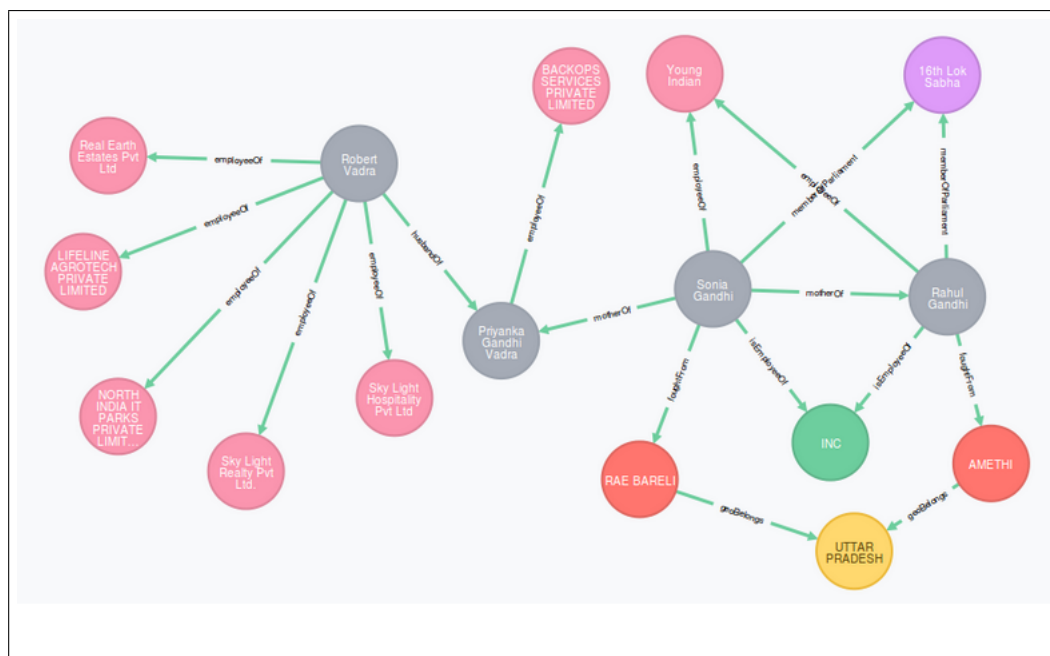 BACKOPS
SERVICES
PRIVATE
LIMITED
Young
Indian
16th Lok
Sabha
Real Earth
Estates Pvt
Ltd
employeeOf
Robert
Vadra
employeeOf
employeeOf
employeeOf
memberOfParliament
memberOfParliament
employeeOf
employeeOf
LIFELINE
AGROTECH
PRIVATE
LIMITED
employeeOf
employeeOf
husbandOf
employeeOf
Sonia
Gandhi
motherOf
Rahul
Gandhi
Priyanka
Gandhi
Vadra
motherOf
foughtFrom
isEmployeeOf
isEmployeeOf
foughtFrom
NORTH
INDIA IT
PARKS
PRIVATE
LIMIT...
Sky Light
Hospitality
Pvt Ltd
Sky Light
Realty Pvt
Ltd.
INC
RAE BARELI
AMETHI
geoBelongs
geoBelongs
UTTAR
PRADESH